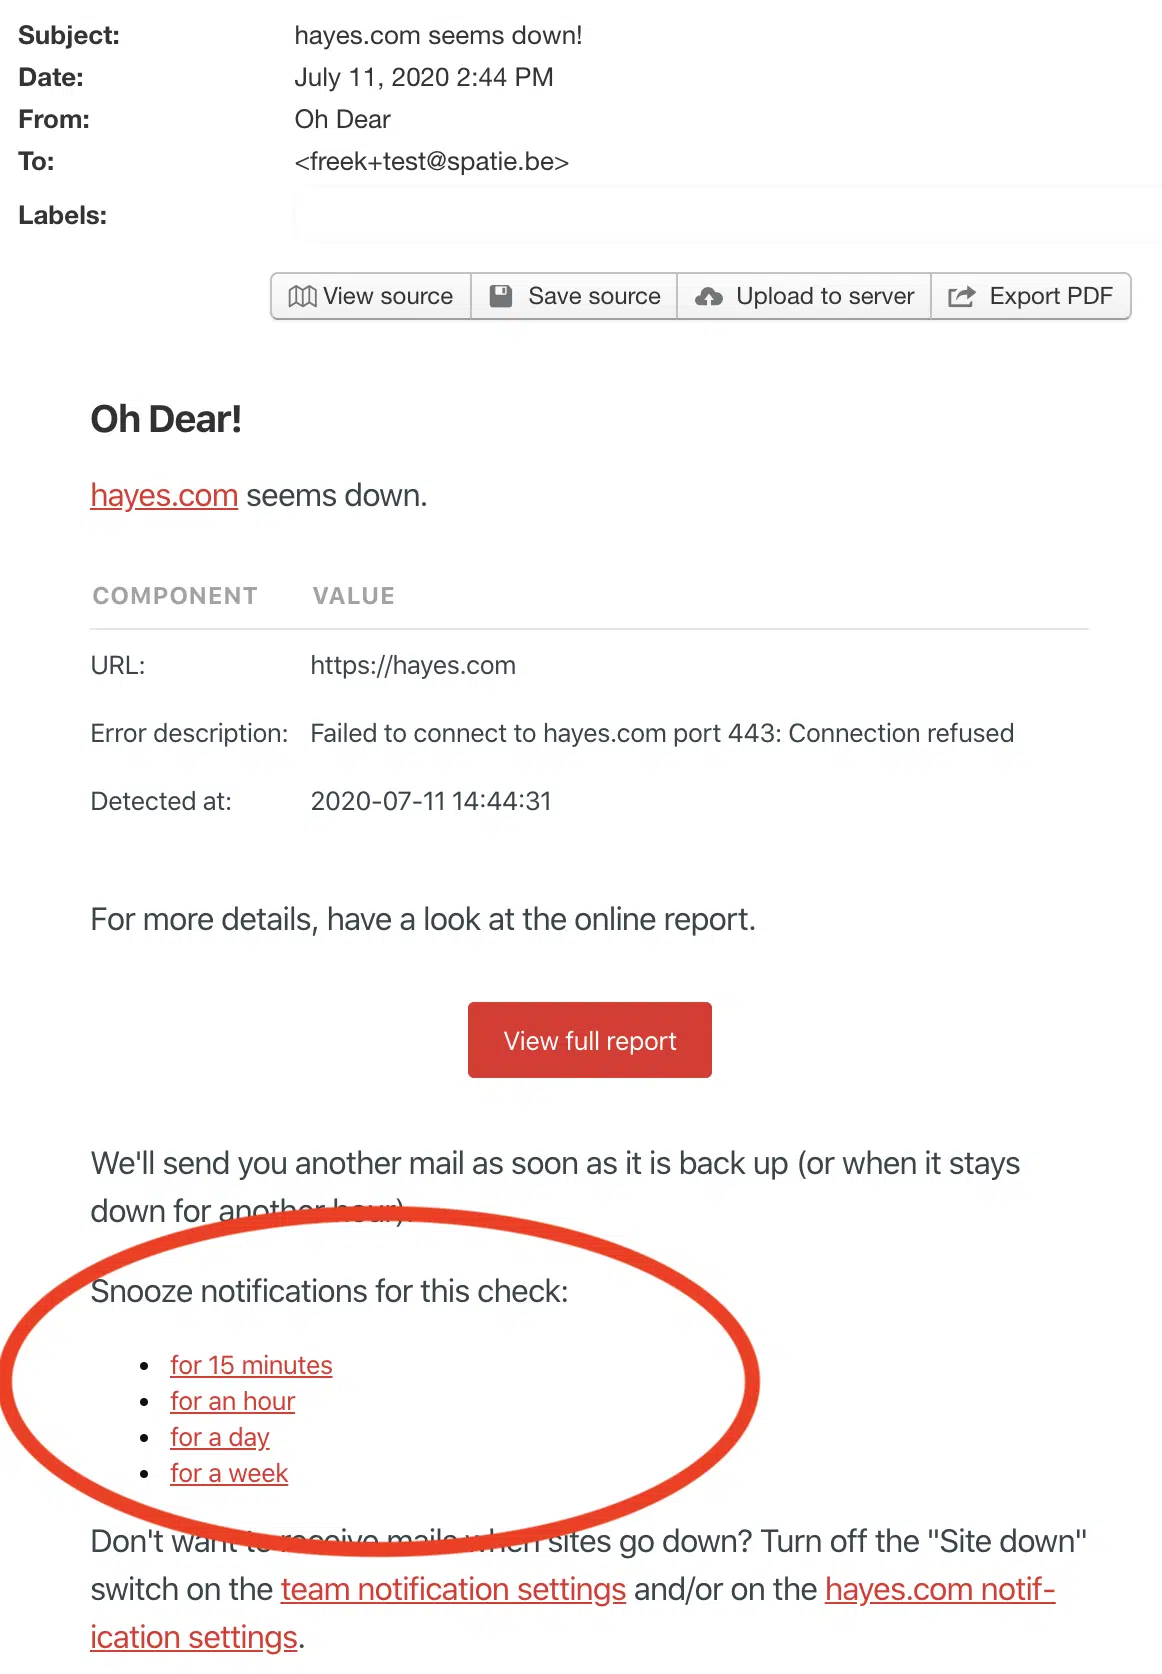 Subject: hayes.com seems down!
Date: July 11, 2020 2:44 PM
From: Oh Dear
To: <freek+test@spatie.be>
Labels:
View source Save source Upload to server Export PDF
Oh Dear!
hayes.com seems down.
COMPONENT VALUE
URL: https://hayes.com
Error description: Failed to connect to hayes.com port 443: Connection refused
Detected at: 2020-07-11 14:44:31
For more details, have a look at the online report.
View full report
We'll send you another mail as soon as it is back up (or when it stays
down for another hour).
Snooze notifications for this check:
• for 15 minutes
• for an hour
• for a day
• for a week
Don't want to receive mails when sites go down? Turn off the "Site down"
switch on the team notification settings and/or on the hayes.com notif-
ication settings.